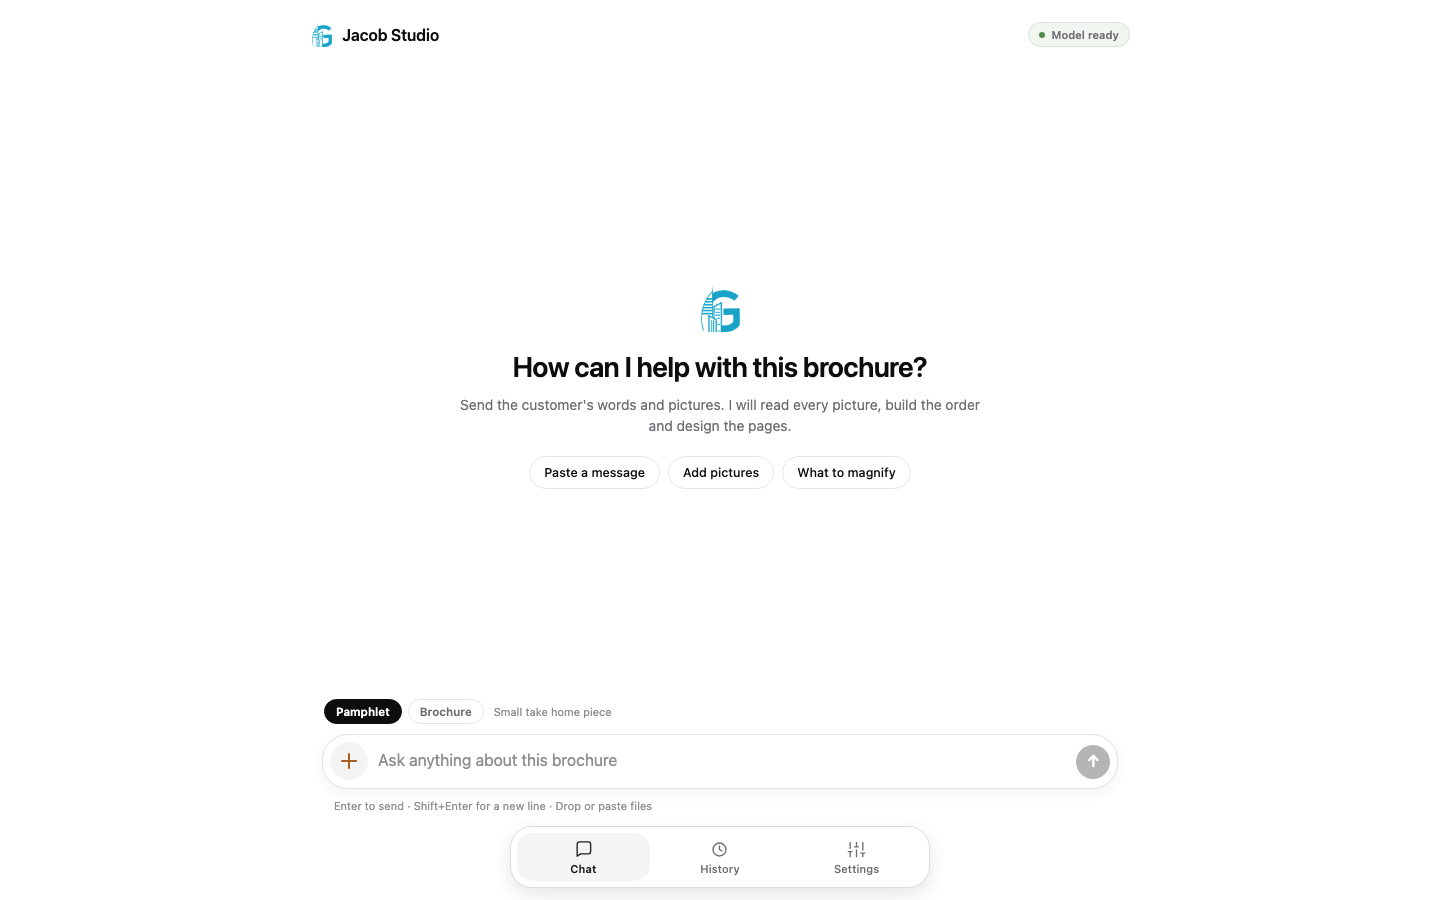 Jacob Studio
Model ready
How can I help with this brochure?
Send the customer's words and pictures. I will read every picture, build the order
and design the pages.
Paste a message
Add pictures
What to magnify
Pamphlet
Brochure
Small take home piece
Ask anything about this brochure
Enter to send · Shift+Enter for a new line · Drop or paste files
Chat
History
Settings